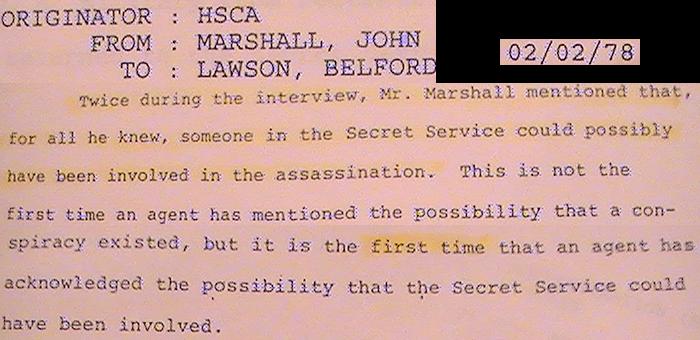 ORIGINATOR : HSCA
FROM : MARSHALL, JOHN
02/02/78
TO : LAWSON, BELFORD
Twice during the interview, Mr. Marshall mentioned that,
for all he knew, someone in the Secret Service could possibly
have been involved in the assassination. This is not the
first time an agent has mentioned the possibility that a con-
spiracy existed, but it is the first time that an agent has
acknowledged the possibility that the Secret Service could
have been involved.